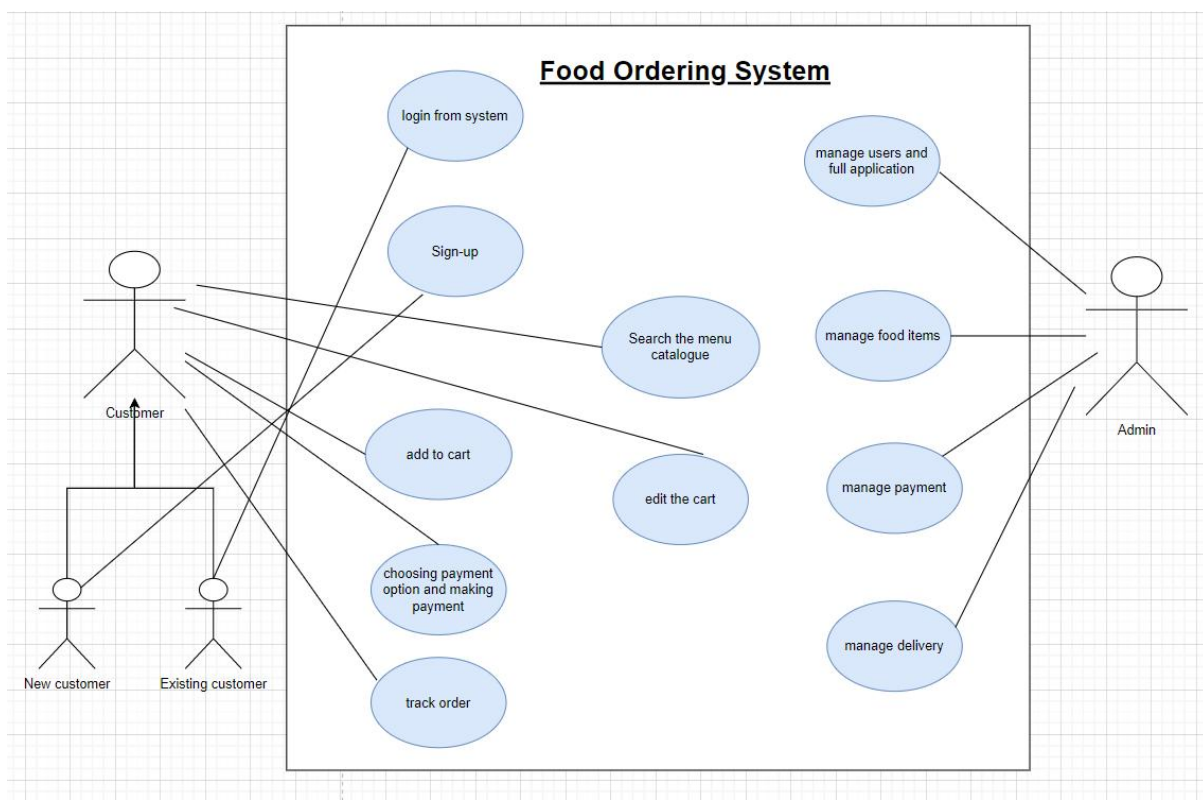 Food Ordering System
login from system
manage users and
full application
Sign-up
Search the menu
catalogue
manage food items
Customer
Admin
add to cart
edit the cart
manage payment
choosing payment
option and making
payment
manage delivery
New customer
Existing customer
track order